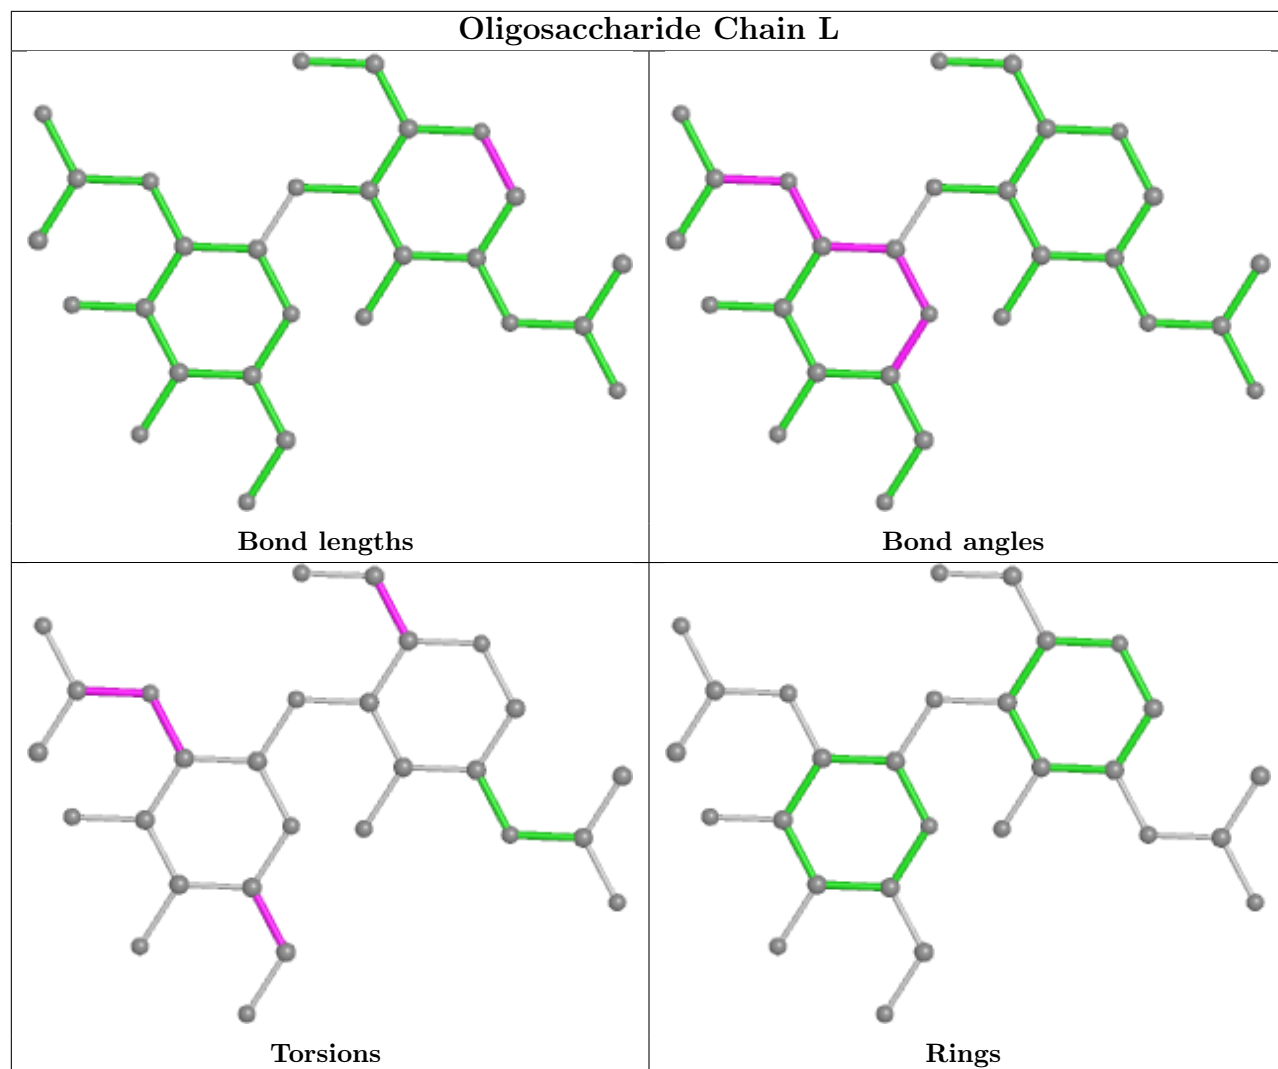 Oligosaccharide Chain L
Bond lengths
Bond angles
Torsions
Rings